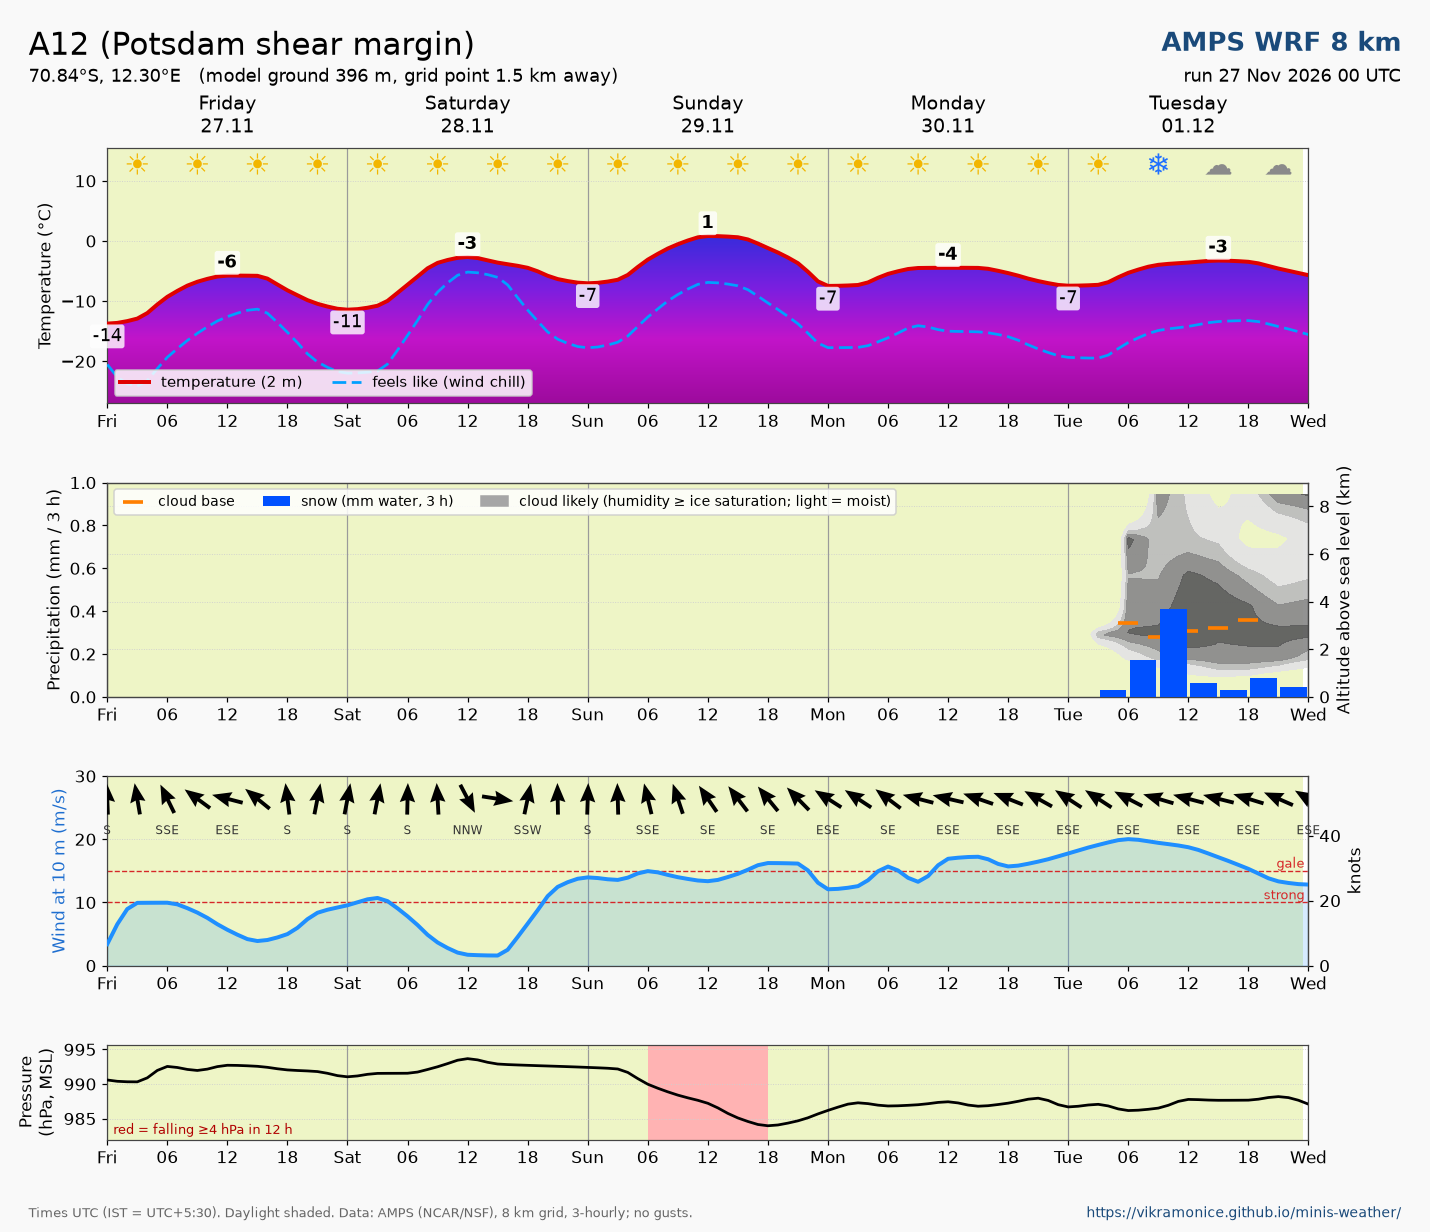 A12 (Potsdam shear margin)
AMPS WRF 8 km
70.84°S, 12.30°E (model ground 396 m, grid point 1.5 km away)
run 27 Nov 2026 00 UTC
Friday Saturday Sunday Monday Tuesday
27.11 28.11 29.11 30.11 01.12
Temperature (°C)
10
0
−10
−20
-14 -6 -11 -3 -7 1 -7 -4 -7 -3
temperature (2 m) feels like (wind chill)
Fri 06 12 18 Sat 06 12 18 Sun 06 12 18 Mon 06 12 18 Tue 06 12 18 Wed
Precipitation (mm / 3 h)
1.0
0.8
0.6
0.4
0.2
0.0
cloud base snow (mm water, 3 h) cloud likely (humidity ≥ ice saturation; light = moist)
8
6
4
2
0
Altitude above sea level (km)
Fri 06 12 18 Sat 06 12 18 Sun 06 12 18 Mon 06 12 18 Tue 06 12 18 Wed
Wind at 10 m (m/s)
30
20
10
0
S SSE ESE S S S NNW SSW S SSE SE SE ESE SE ESE ESE ESE ESE ESE ESE ESE
gale
strong
40
20
0
knots
Fri 06 12 18 Sat 06 12 18 Sun 06 12 18 Mon 06 12 18 Tue 06 12 18 Wed
Pressure
(hPa, MSL)
995
990
985
red = falling ≥4 hPa in 12 h
Fri 06 12 18 Sat 06 12 18 Sun 06 12 18 Mon 06 12 18 Tue 06 12 18 Wed
Times UTC (IST = UTC+5:30). Daylight shaded. Data: AMPS (NCAR/NSF), 8 km grid, 3-hourly; no gusts.
https://vikramonice.github.io/minis-weather/